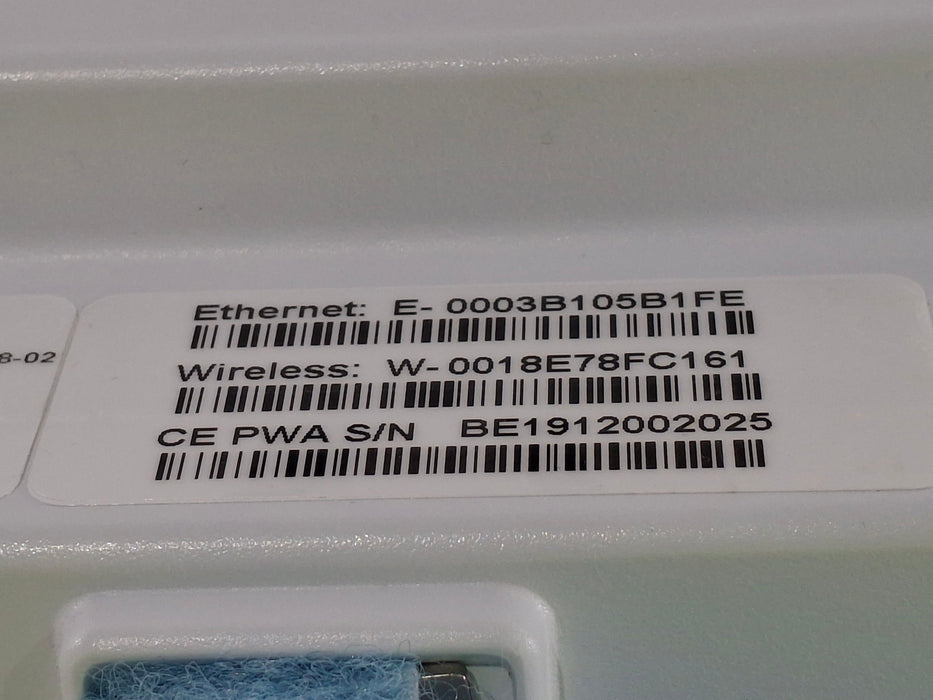 Ethernet: E- 0003B105B1FE
8-02
Wireless: W- 0018E78FC161
CE PWA S/N BE1912002025